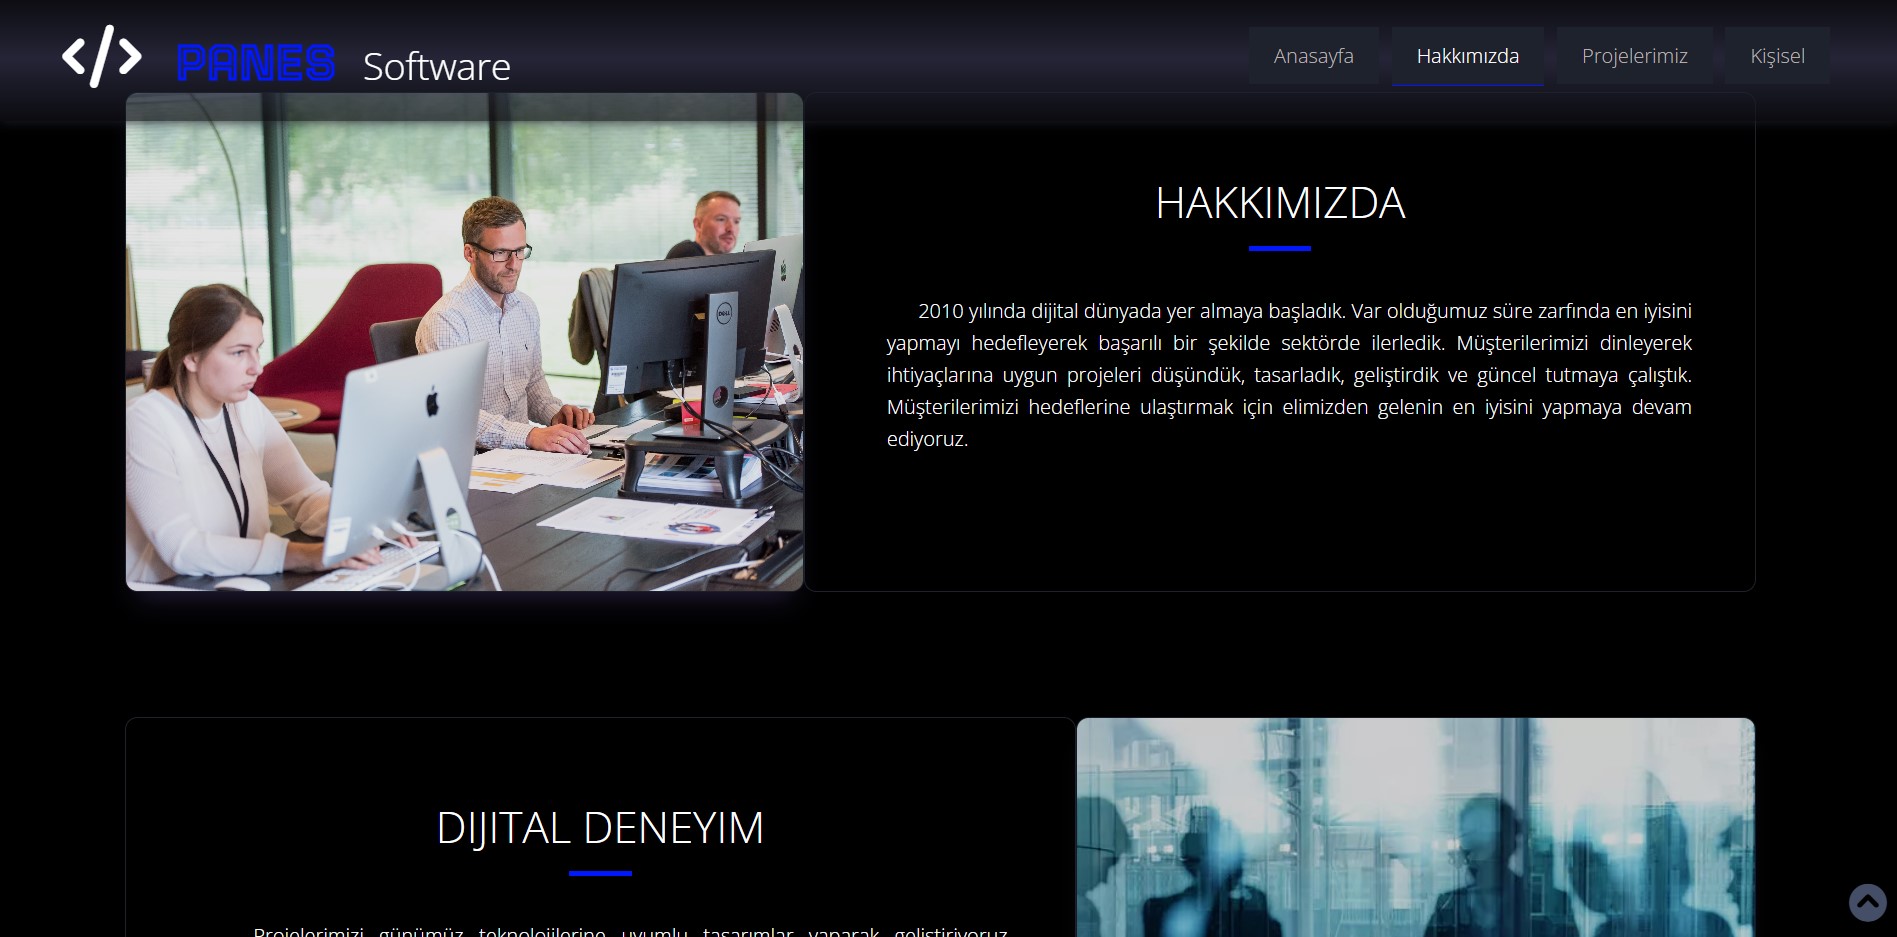 </> PANES Software
Anasayfa Hakkımızda Projelerimiz Kişisel
HAKKIMIZDA
2010 yılında dijital dünyada yer almaya başladık. Var olduğumuz süre zarfında en iyisini
yapmayı hedefleyerek başarılı bir şekilde sektörde ilerledik. Müşterilerimizi dinleyerek
ihtiyaçlarına uygun projeleri düşündük, tasarladık, geliştirdik ve güncel tutmaya çalıştık.
Müşterilerimizi hedeflerine ulaştırmak için elimizden gelenin en iyisini yapmaya devam
ediyoruz.
DELL
DIJITAL DENEYIM
Projelerimizi günümüz teknolojilerine uyumlu tasarımlar yaparak geliştiriyoruz.